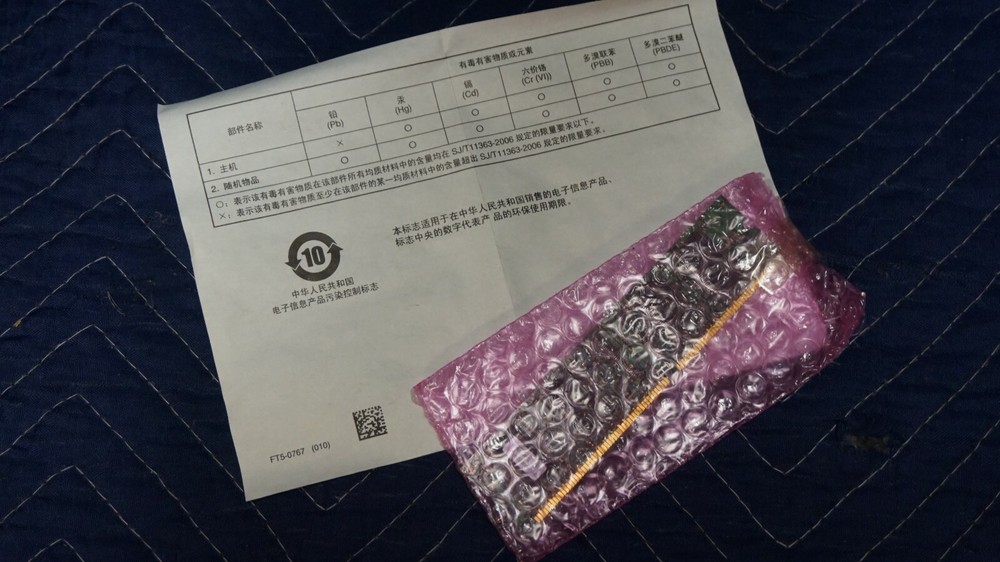 有毒有害物质或元素
部件名称
铅
(Pb)
汞
(Hg)
镉
(Cd)
六价铬
(Cr (VI))
多溴联苯
(PBB)
多溴二苯醚
(PBDE)
1. 主机 × ○ ○ ○ ○ ○
2. 随机物品 ○ ○ ○ ○ ○ ○
○：表示该有毒有害物质在该部件所有均质材料中的含量均在 SJ/T11363-2006 规定的限量要求以下。
×：表示该有毒有害物质至少在该部件的某一均质材料中的含量超出 SJ/T11363-2006 规定的限量要求。
10
中华人民共和国
电子信息产品污染控制标志
本标志适用于在中华人民共和国销售的电子信息产品、
标志中央的数字代表产品的环保使用期限。
FT5-0767 (010)